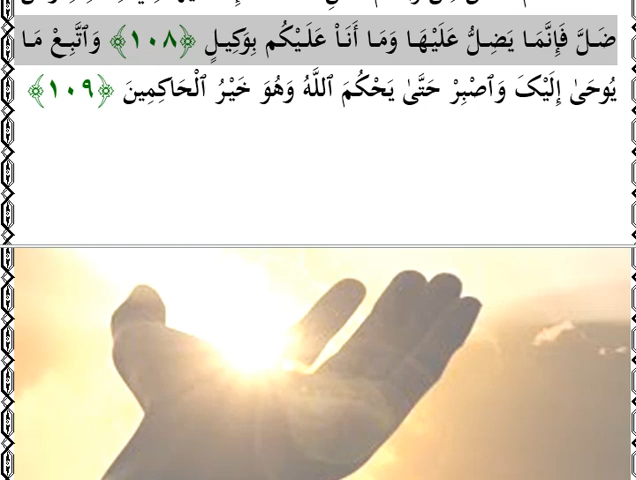 ضَلَّ فَإِنَّمَا يَضِلُّ عَلَيْهَا وَمَا أَنَا۠ عَلَيْكُم بِوَكِيلٍ ﴿١٠٨﴾ وَٱتَّبِعْ مَا
يُوحَىٰ إِلَيْكَ وَٱصْبِرْ حَتَّىٰ يَحْكُمَ ٱللَّهُ وَهُوَ خَيْرُ ٱلْحَاكِمِينَ ﴿١٠٩﴾